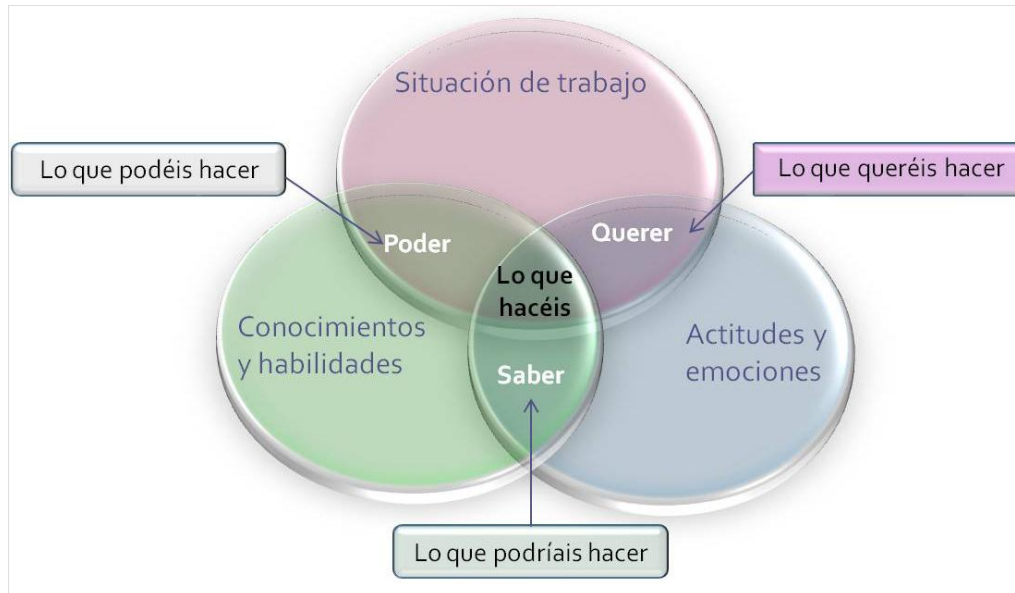 Situación de trabajo
Lo que podéis hacer
Lo que queréis hacer
Poder
Querer
Lo que
hacéis
Conocimientos
y habilidades
Actitudes y
emociones
Saber
Lo que podríais hacer